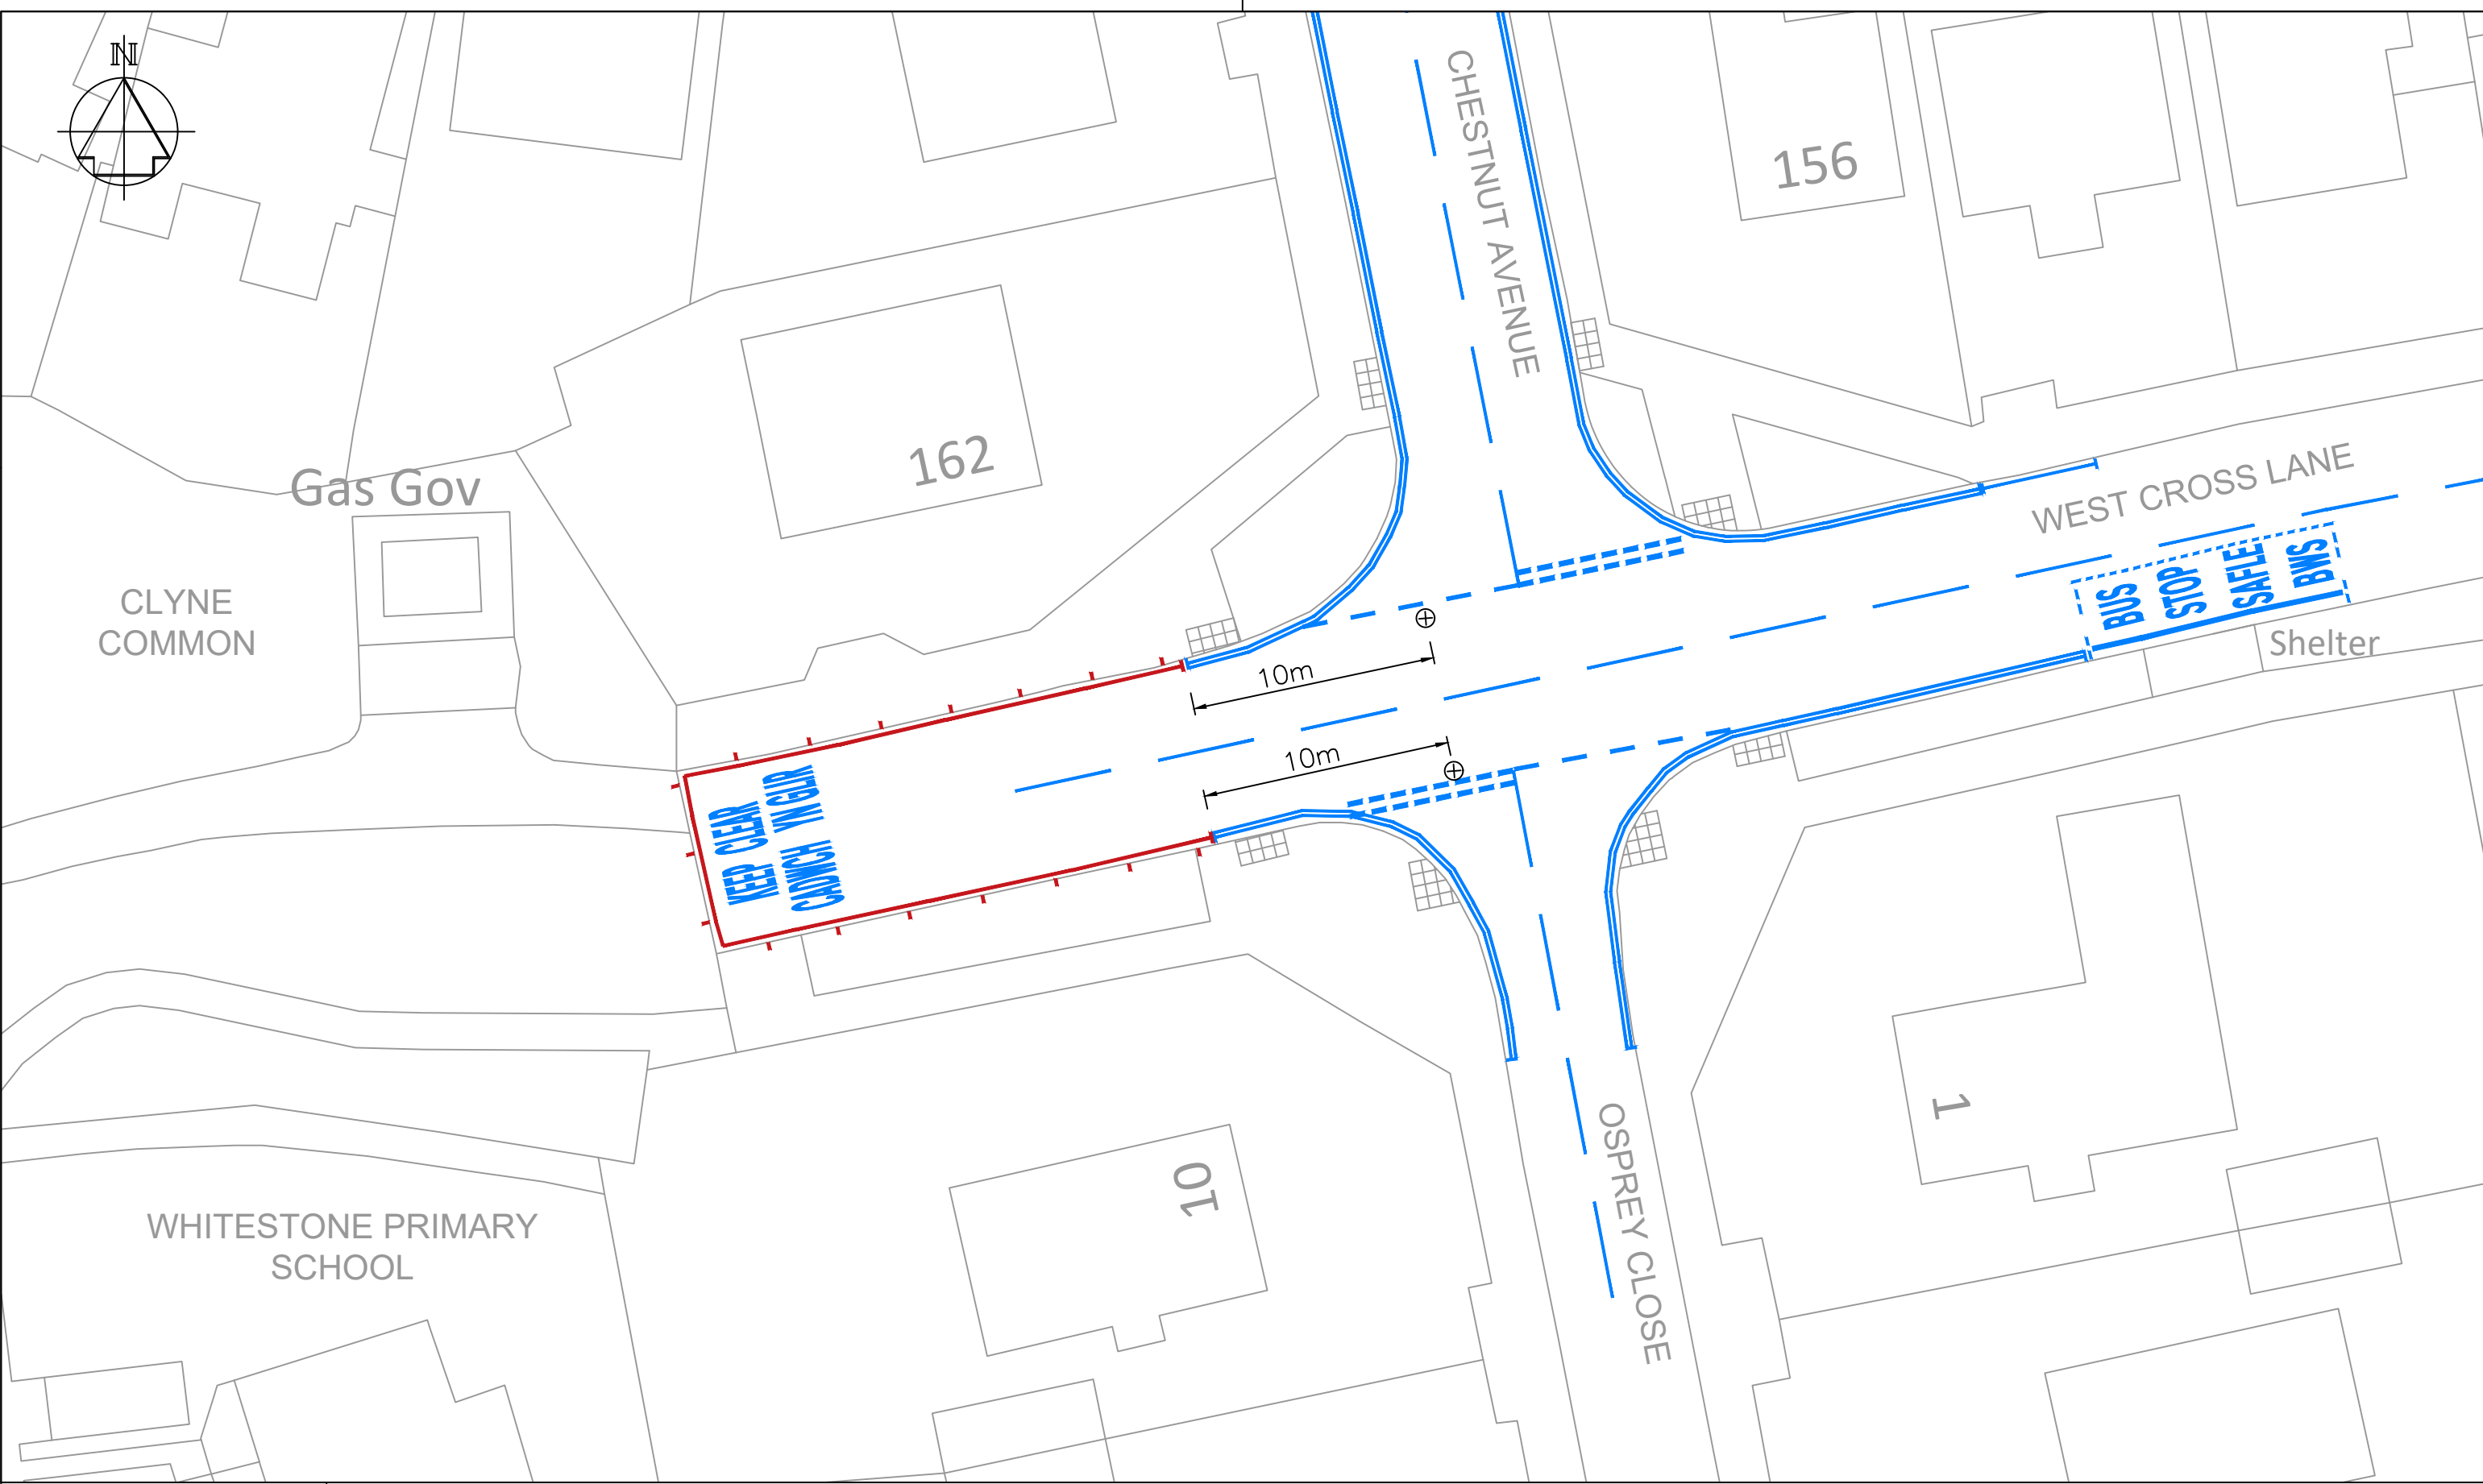 N
CHESTNUT AVENUE
156
162
Gas Gov
WEST CROSS LANE
CLYNE
COMMON
BUS
STOP
SAFLE
BWS
Shelter
10m
10m
KEEP CLEAR
CADWCH YN GLIR
1
10
OSPREY CLOSE
WHITESTONE PRIMARY
SCHOOL